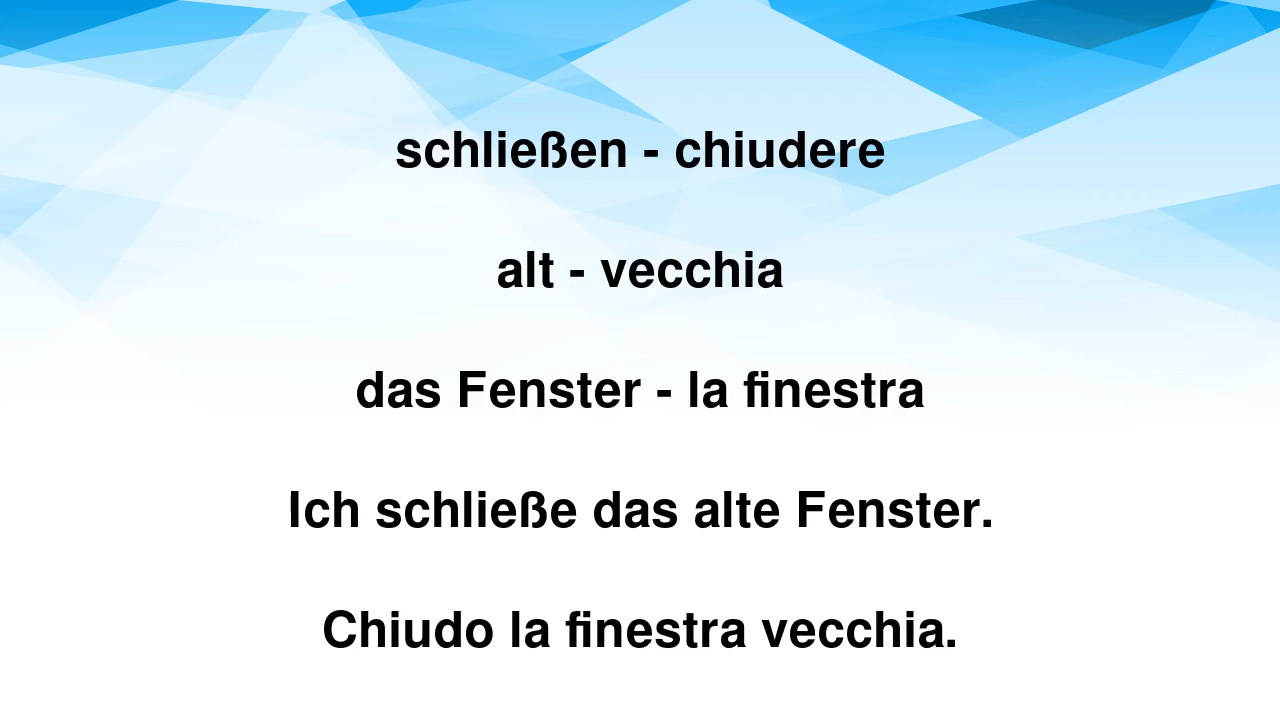 schließen - chiudere
alt - vecchia
das Fenster - la finestra
Ich schließe das alte Fenster.
Chiudo la finestra vecchia.